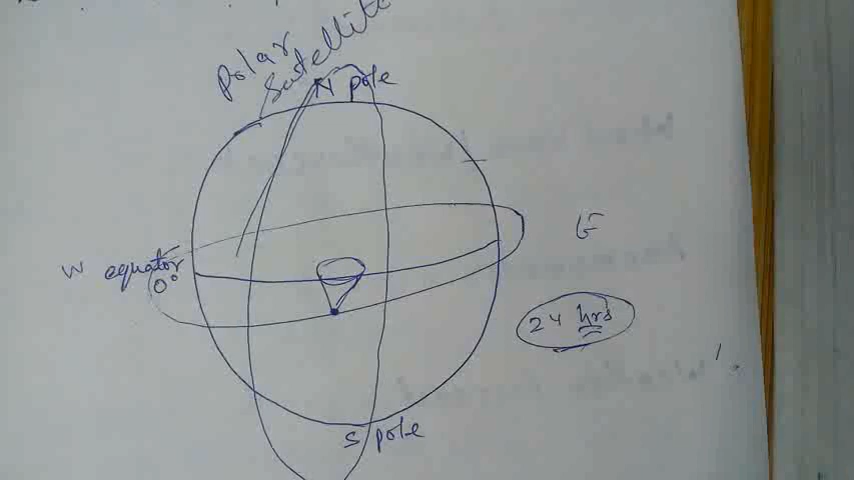 Polar
Satellite
N pole
E
W equator
0°
24 hrs
S pole